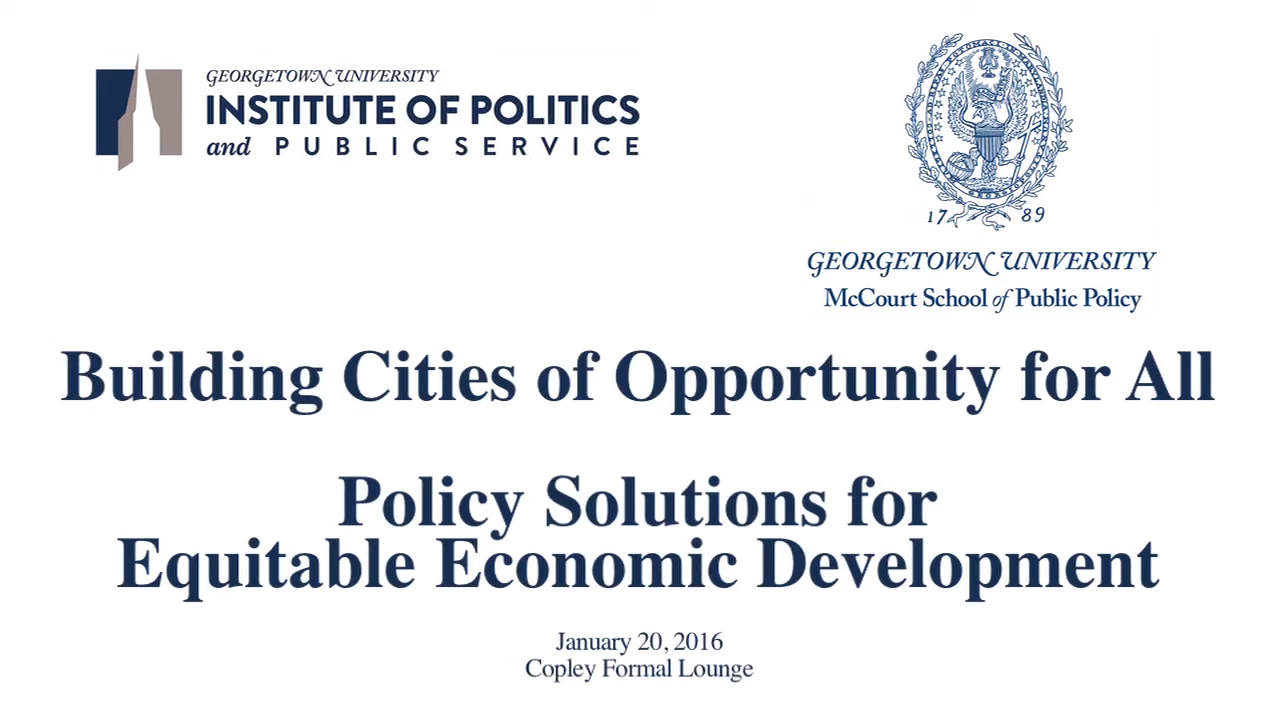 GEORGETOWN UNIVERSITY
INSTITUTE OF POLITICS
and PUBLIC SERVICE
17 89
GEORGETOWN UNIVERSITY
McCourt School of Public Policy
Building Cities of Opportunity for All
Policy Solutions for
Equitable Economic Development
January 20, 2016
Copley Formal Lounge